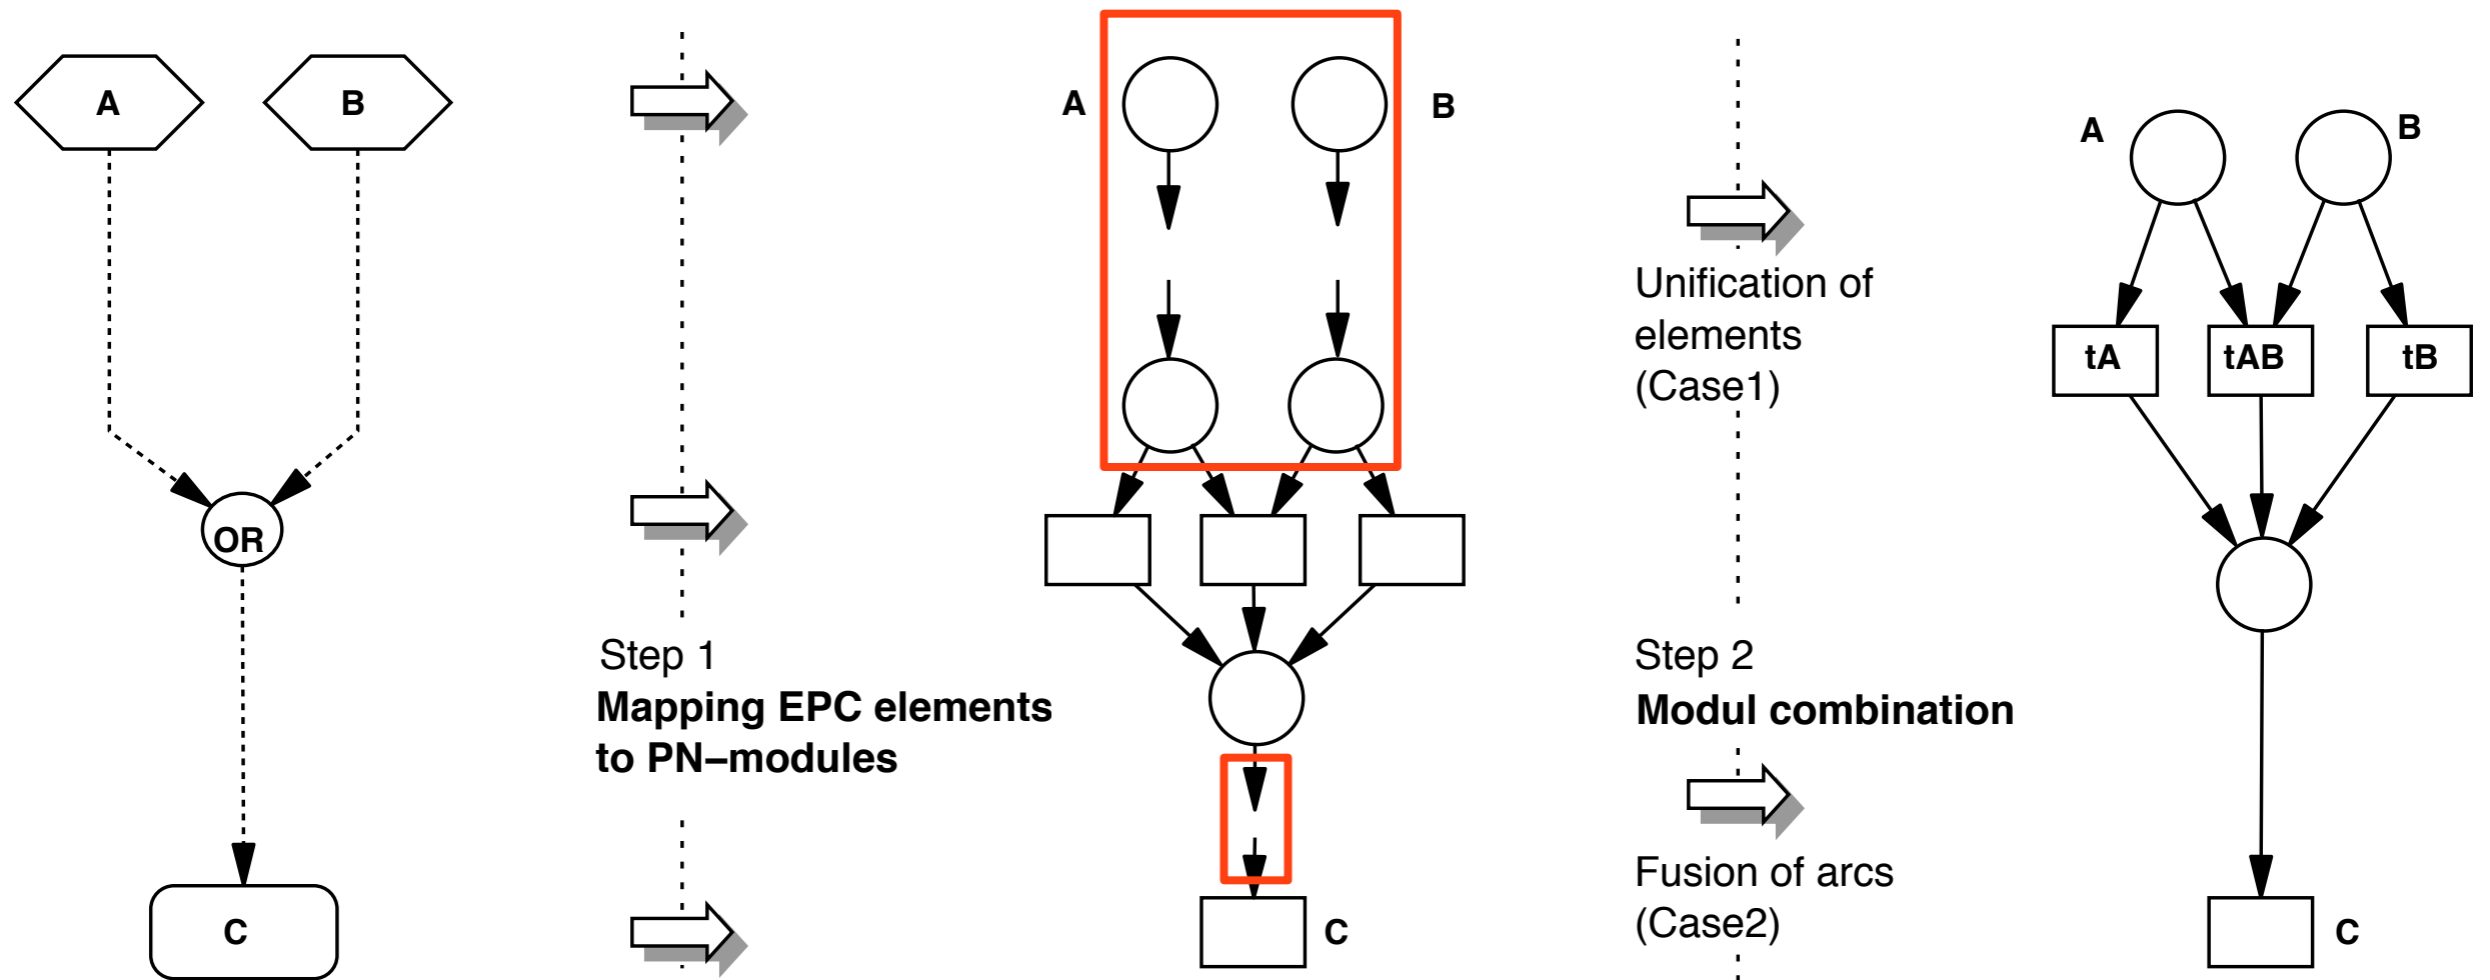 A
B
OR
C
Step 1
Mapping EPC elements
to PN–modules
A
B
C
Unification of
elements
(Case1)
Step 2
Modul combination
Fusion of arcs
(Case2)
A
B
tA
tAB
tB
C